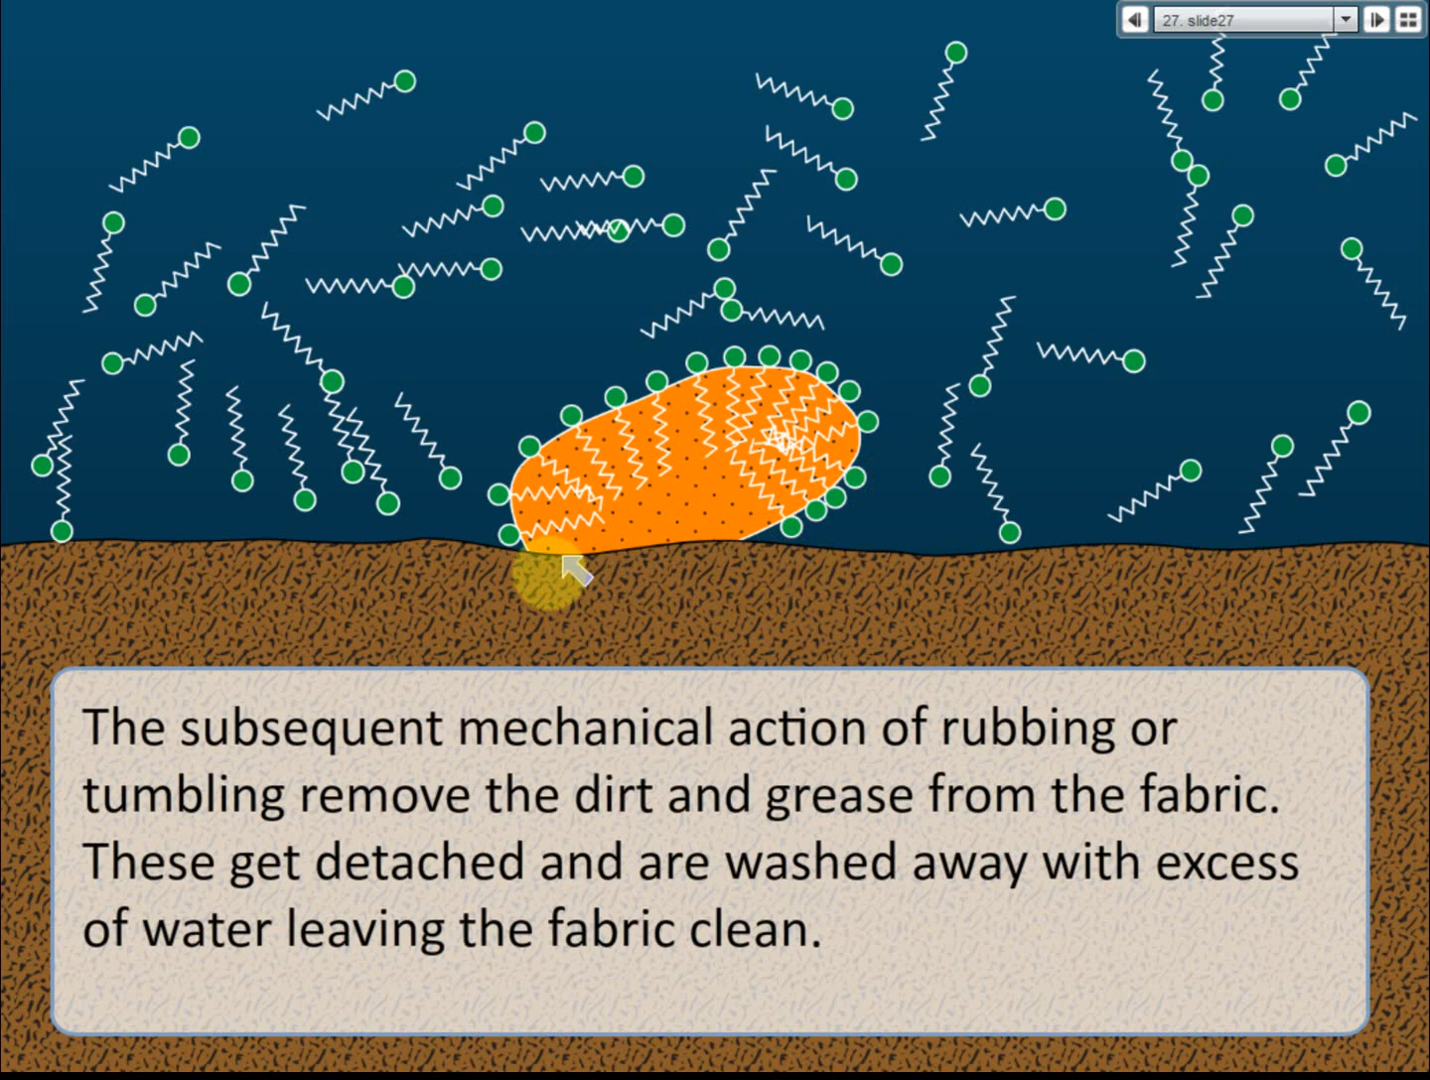 27. slide27
The subsequent mechanical action of rubbing or
tumbling remove the dirt and grease from the fabric.
These get detached and are washed away with excess
of water leaving the fabric clean.